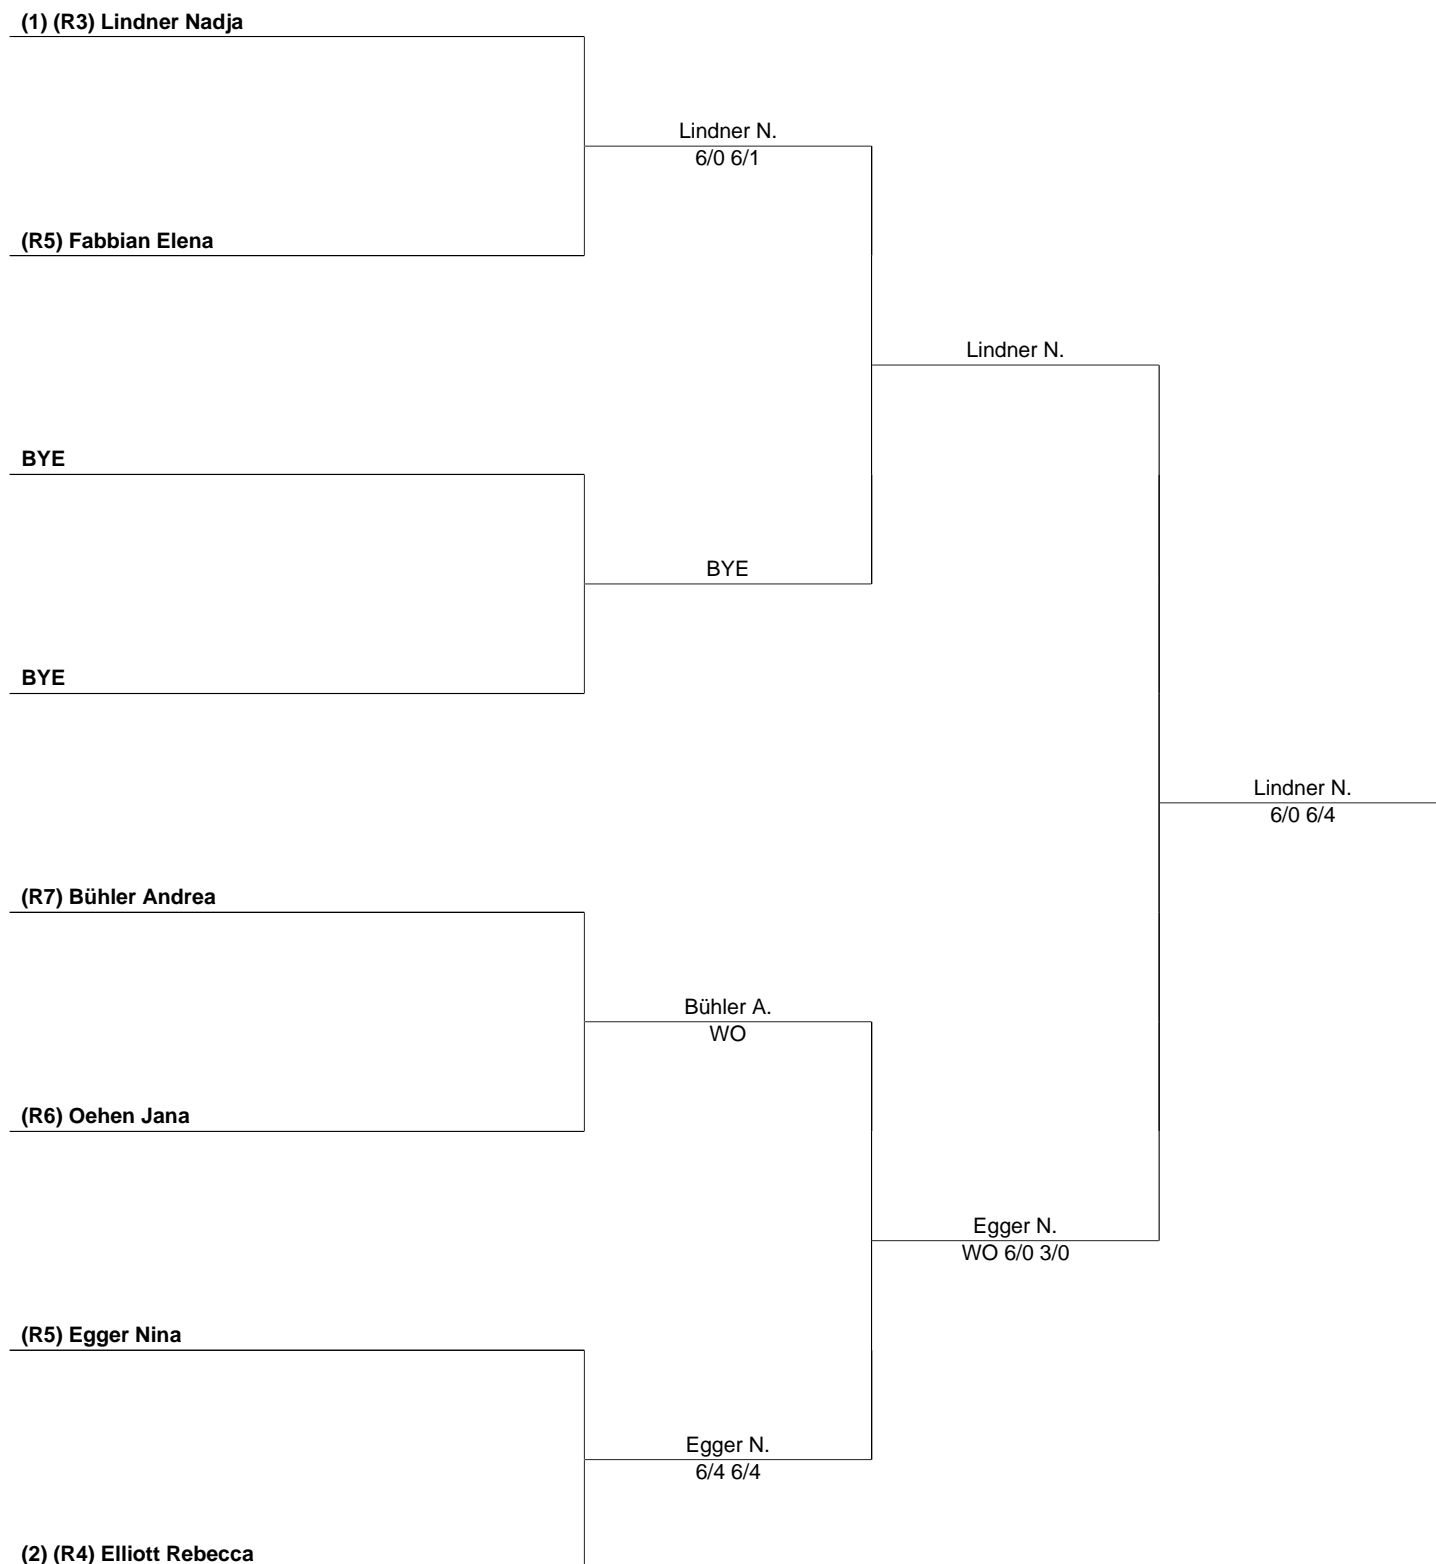 (1) (R3) Lindner Nadja
Lindner N.
6/0 6/1
(R5) Fabbian Elena
Lindner N.
BYE
BYE
BYE
Lindner N.
6/0 6/4
(R7) Bühler Andrea
Bühler A.
WO
(R6) Oehen Jana
Egger N.
WO 6/0 3/0
(R5) Egger Nina
Egger N.
6/4 6/4
(2) (R4) Elliott Rebecca